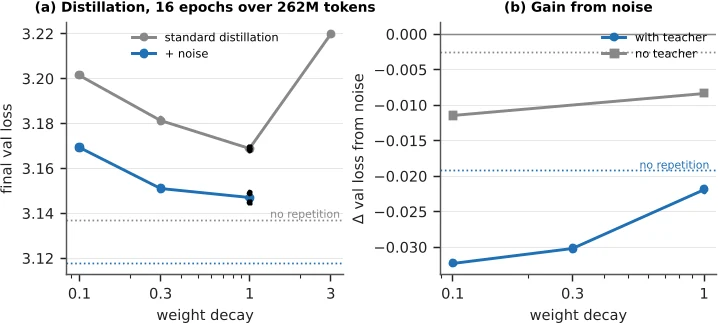 (a) Distillation, 16 epochs over 262M tokens
3.22
3.20
3.18
3.16
3.14
3.12
final val loss
standard distillation
+ noise
no repetition
0.1
0.3
1
3
weight decay
(b) Gain from noise
0.000
−0.005
−0.010
−0.015
−0.020
−0.025
−0.030
Δ val loss from noise
with teacher
no teacher
no repetition
0.1
0.3
1
weight decay